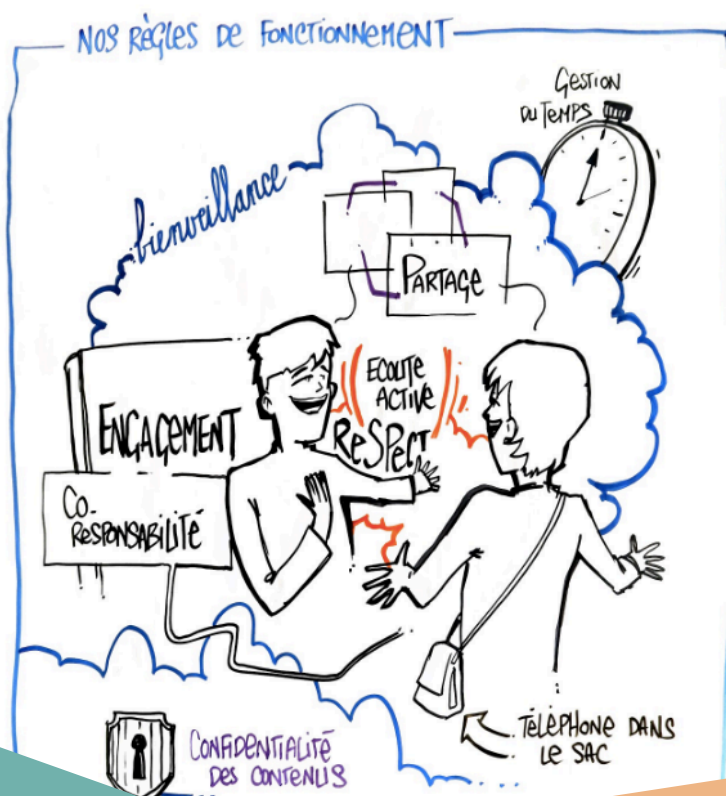 NOS RÈGLES DE FONCTIONNEMENT
GESTION
DU TEMPS
bienveillance
PARTAGE
ECOUTE
ACTIVE
RESPECT
ENGAGEMENT
CO-
RESPONSABILITÉ
TÉLÉPHONE DANS
LE SAC
CONFIDENTIALITÉ
DES CONTENUS